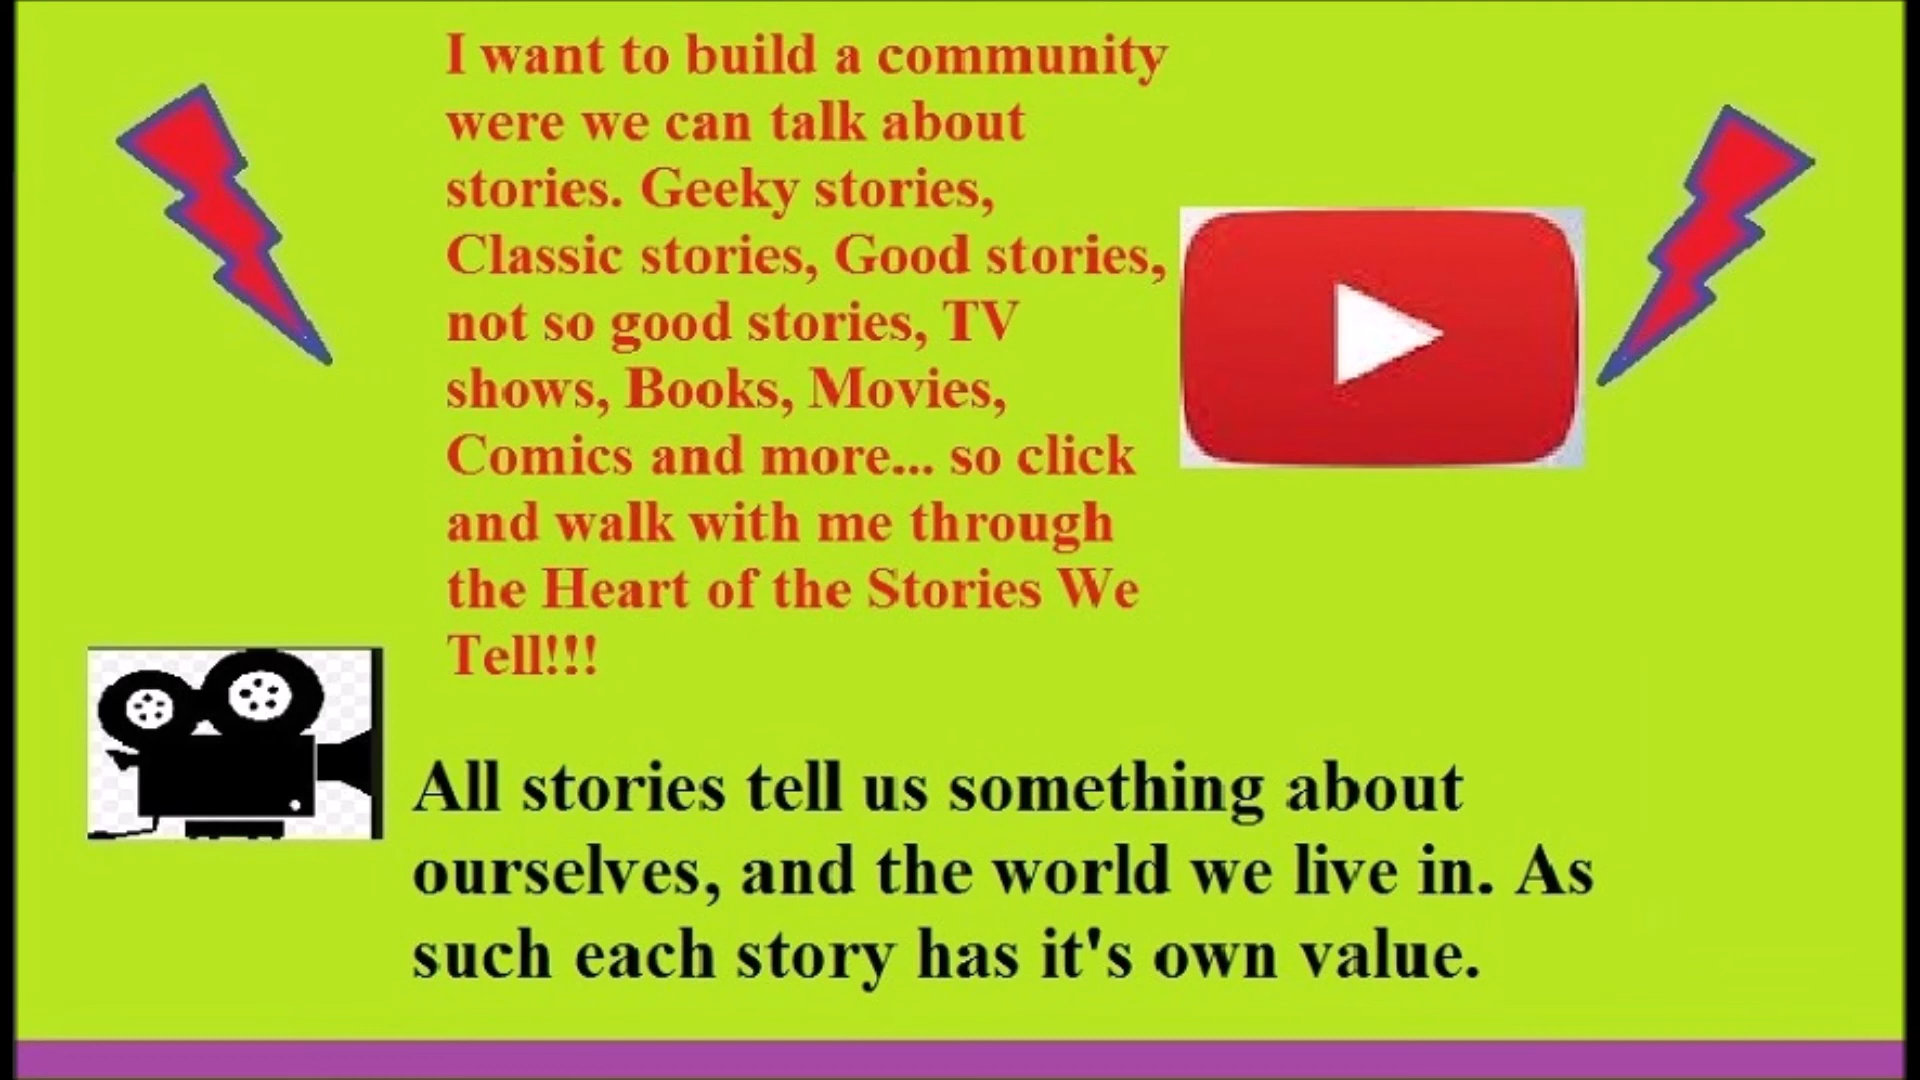 I want to build a community
were we can talk about
stories. Geeky stories,
Classic stories, Good stories,
not so good stories, TV
shows, Books, Movies,
Comics and more... so click
and walk with me through
the Heart of the Stories We
Tell!!!
All stories tell us something about
ourselves, and the world we live in. As
such each story has it's own value.